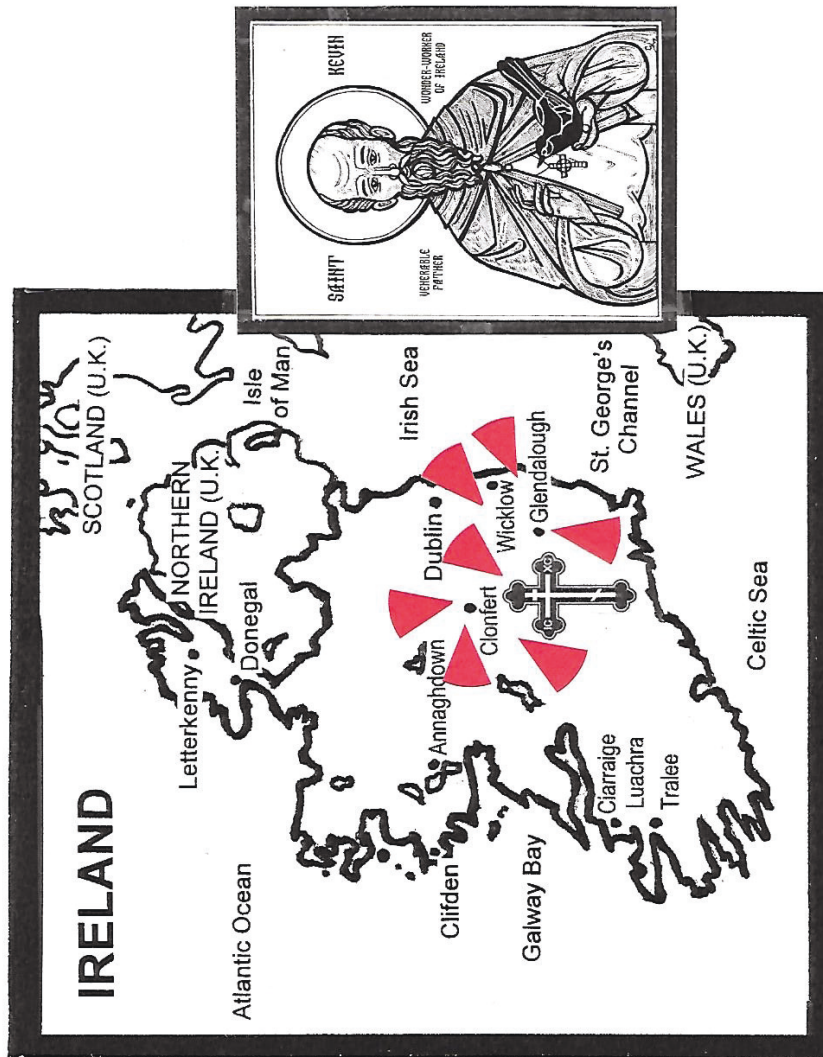 IRELAND
Atlantic Ocean
SCOTLAND (U.K.)
NORTHERN
IRELAND (U.K.)
Letterkenny
Donegal
Isle
of Man
Irish Sea
Annaghdown
Clifden
Galway Bay
Clonfert
Dublin
Wicklow
Glendalough
Ciarraige
Luachra
Tralee
St. George's
Channel
WALES (U.K.)
Celtic Sea
IC XC
SAINT KEVIN
VENERABLE
FATHER
WONDER-WORKER
OF IRELAND